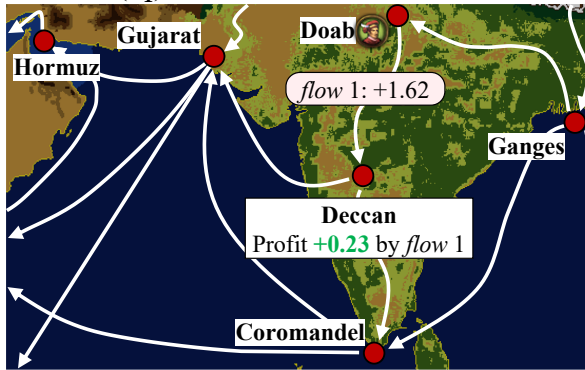 Gujarat
Doab
Hormuz
flow 1: +1.62
Ganges
Deccan
Profit +0.23 by flow 1
Coromandel